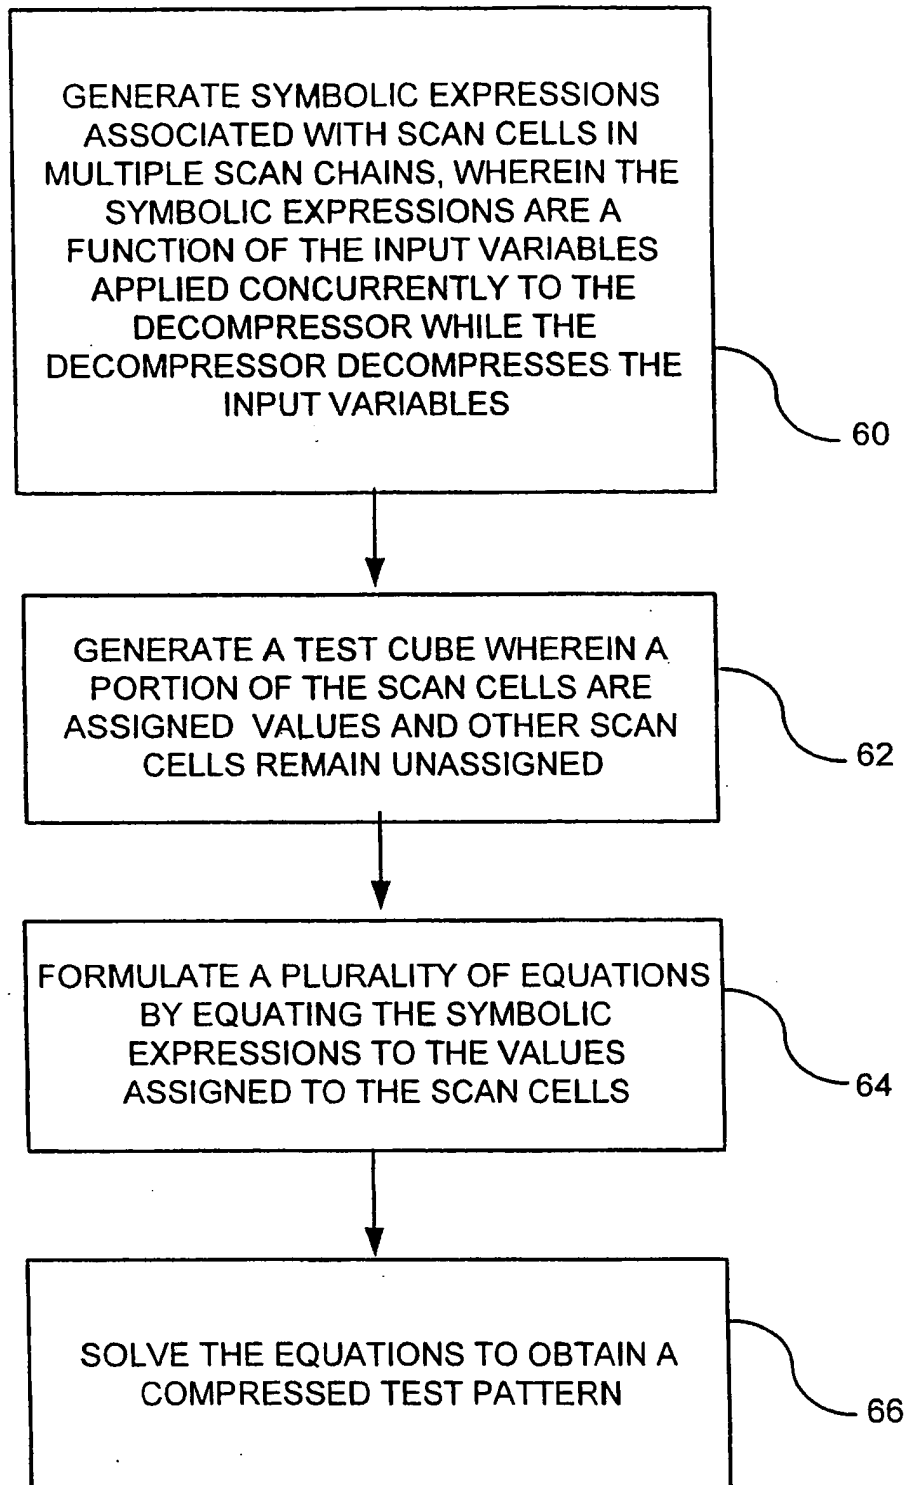 GENERATE SYMBOLIC EXPRESSIONS
ASSOCIATED WITH SCAN CELLS IN
MULTIPLE SCAN CHAINS, WHEREIN THE
SYMBOLIC EXPRESSIONS ARE A
FUNCTION OF THE INPUT VARIABLES
APPLIED CONCURRENTLY TO THE
DECOMPRESSOR WHILE THE
DECOMPRESSOR DECOMPRESSES THE
INPUT VARIABLES
60
GENERATE A TEST CUBE WHEREIN A
PORTION OF THE SCAN CELLS ARE
ASSIGNED VALUES AND OTHER SCAN
CELLS REMAIN UNASSIGNED
62
FORMULATE A PLURALITY OF EQUATIONS
BY EQUATING THE SYMBOLIC
EXPRESSIONS TO THE VALUES
ASSIGNED TO THE SCAN CELLS.
64
SOLVE THE EQUATIONS TO OBTAIN A
COMPRESSED TEST PATTERN
66